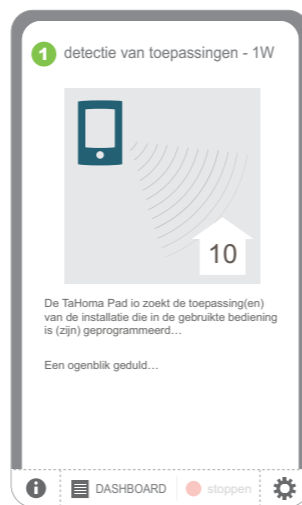 1 detectie van toepassingen - 1W
10
De TaHoma Pad io zoekt de toepassing(en)
van de installatie die in de gebruikte bediening
is (zijn) geprogrammeerd…
Een ogenblik geduld…
i DASHBOARD stoppen